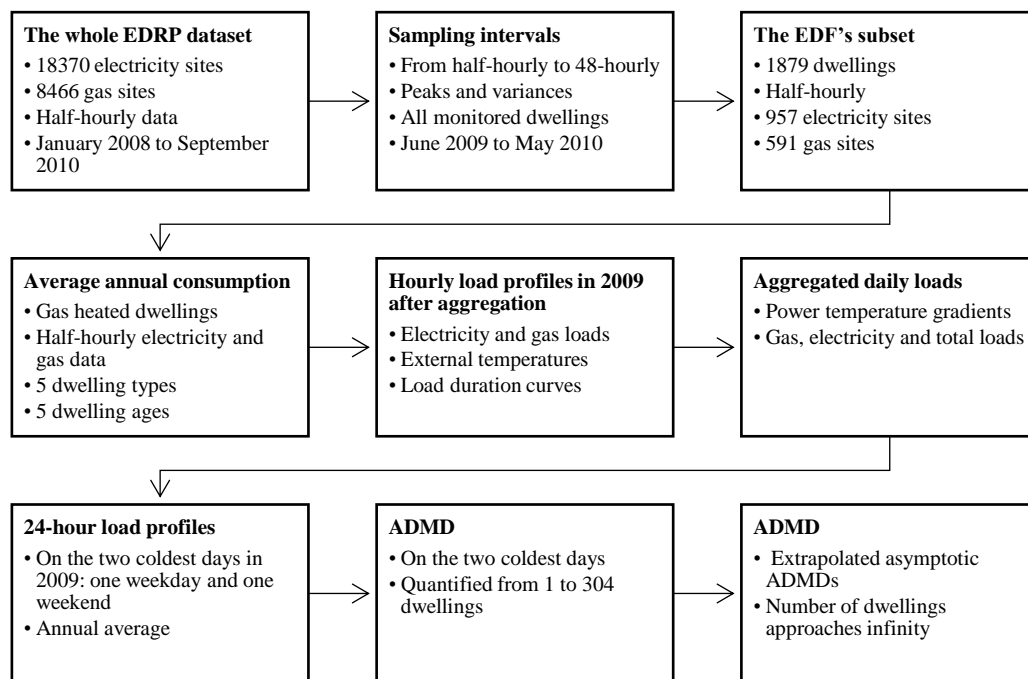 The whole EDRP dataset
• 18370 electricity sites
• 8466 gas sites
• Half-hourly data
• January 2008 to September
2010
Sampling intervals
• From half-hourly to 48-hourly
• Peaks and variances
• All monitored dwellings
• June 2009 to May 2010
The EDF's subset
• 1879 dwellings
• Half-hourly
• 957 electricity sites
• 591 gas sites
Average annual consumption
• Gas heated dwellings
• Half-hourly electricity and
gas data
• 5 dwelling types
• 5 dwelling ages
Hourly load profiles in 2009
after aggregation
• Electricity and gas loads
• External temperatures
• Load duration curves
Aggregated daily loads
• Power temperature gradients
• Gas, electricity and total loads
24-hour load profiles
• On the two coldest days in
2009: one weekday and one
weekend
• Annual average
ADMD
• On the two coldest days
• Quantified from 1 to 304
dwellings
ADMD
• Extrapolated asymptotic
ADMDs
• Number of dwellings
approaches infinity